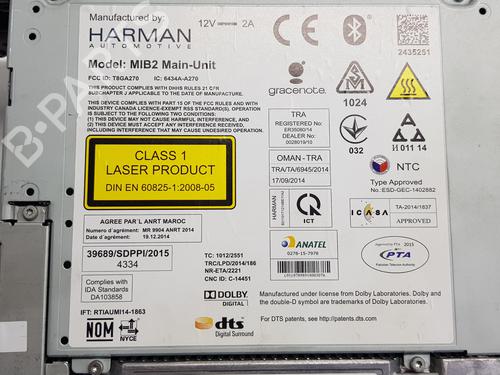 Manufactured by
HARMAN
AUTOMOTIVE
12V 2A
Model: MIB2 Main-Unit
FCC ID: T8GA270 IC: 6434A-A270
THIS PRODUCT COMPLIES WITH DHHS RULES 21 CFR
SUBCHAPTER J APPLICABLE TO THE DATE OF MANUFACTURE.
THIS DEVICE COMPLIES WITH PART 15 OF THE FCC RULES AND WITH
INDUSTRY CANADA LICENCE-EXEMPT RSS STANDARD(S). OPERATION
IS SUBJECT TO THE FOLLOWING TWO CONDITIONS:
(1) THIS DEVICE MAY NOT CAUSE HARMFUL INTERFERENCE, AND
(2) THIS DEVICE MUST ACCEPT ANY INTERFERENCE RECEIVED,
INCLUDING INTERFERENCE THAT MAY CAUSE UNDESIRED OPERATION.
gracenote
1024
2435251
TRA
REGISTERED No:
ER35080/14
DEALER No:
0028019/10
032
H 011 14
CLASS 1
LASER PRODUCT
DIN EN 60825-1:2008-05
OMAN - TRA
TRA/TA/6945/2014
17/09/2014
NTC
Type Approved
No.: ESD-GEC-1402882
HARMAN
ICT
ICASA
TA-2014/1837
APPROVED
AGREE PAR L ANRT MAROC
Numero d agrément: MR 9904 ANRT 2014
Date d agrément: 19.12.2014
ANATEL
0276-15-7976
39689/SDPPI/2015
4334
TC: 1012/2551
TRC/LPD/2014/186
NR-ETA/2221
CNC ID: C-14451
2015
PTA
Complies with
IDA Standards
DA103858
DOLBY
DIGITAL
Manufactured under license from Dolby Laboratories. Dolby and
the double-D symbol are trademarks of Dolby Laboratories.
IFT: RTIAUMI14-1863
For DTS patents, see http://patents.dts.com
NOM
NYCE
dts
Digital Surround
B-PARTS